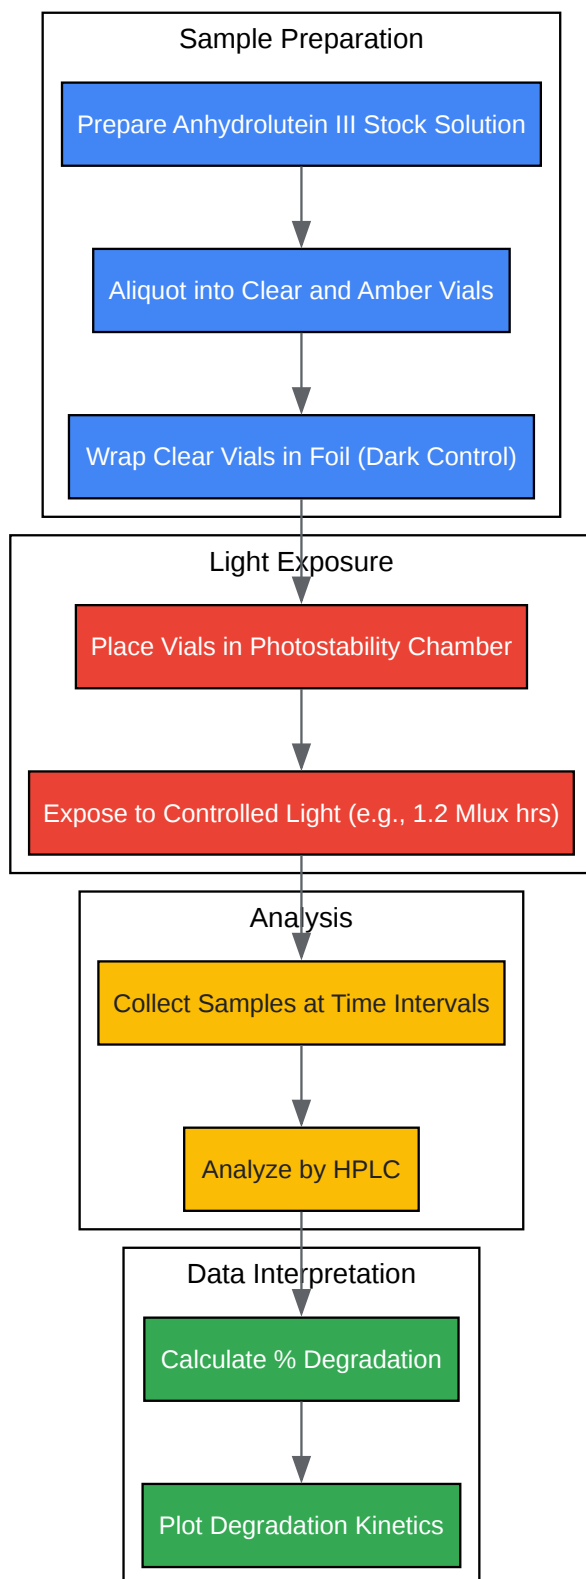 Sample Preparation
Prepare Anhydrolutein III Stock Solution
Aliquot into Clear and Amber Vials
Wrap Clear Vials in Foil (Dark Control)
Light Exposure
Place Vials in Photostability Chamber
Expose to Controlled Light (e.g., 1.2 Mlux hrs)
Analysis
Collect Samples at Time Intervals
Analyze by HPLC
Data Interpretation
Calculate % Degradation
Plot Degradation Kinetics